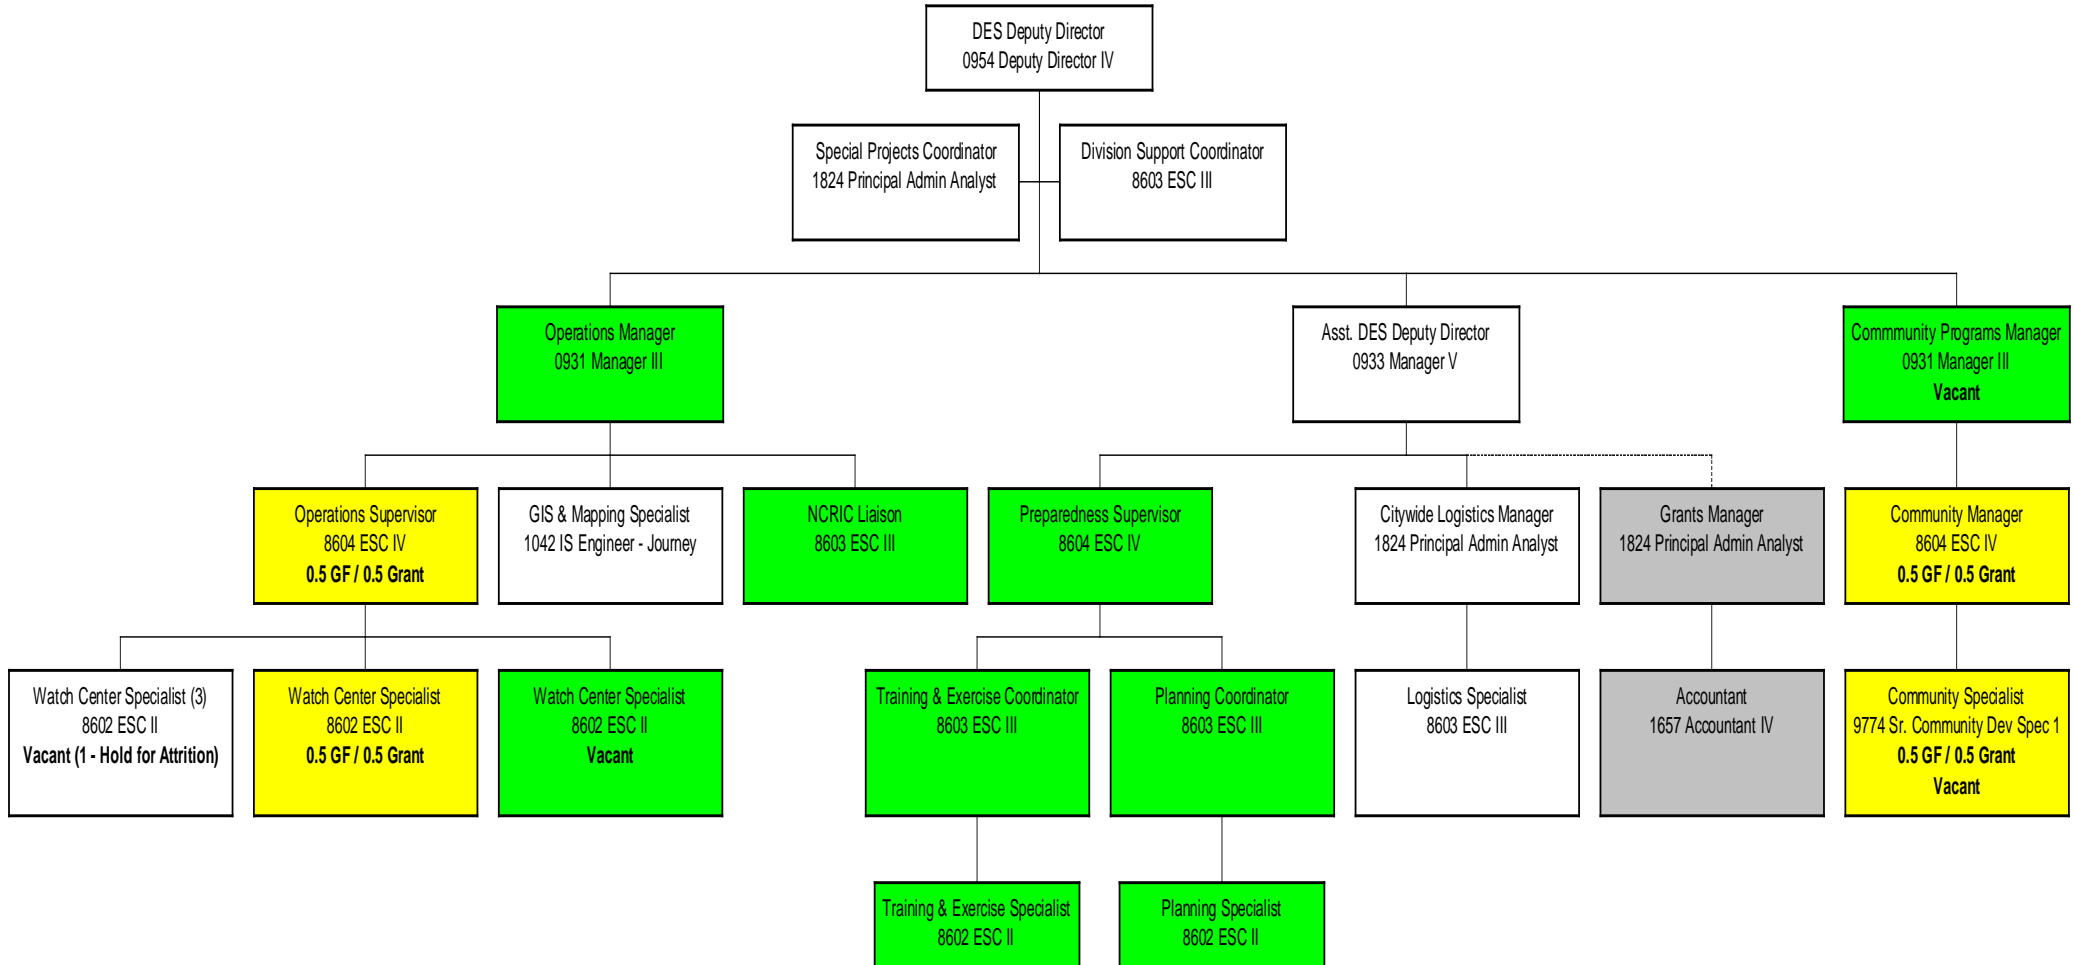 DES Deputy Director
0954 Deputy Director IV
Special Projects Coordinator
1824 Principal Admin Analyst
Division Support Coordinator
8603 ESC III
Operations Manager
0931 Manager III
Asst. DES Deputy Director
0933 Manager V
Commmunity Programs Manager
0931 Manager III
Vacant
Operations Supervisor
8604 ESC IV
0.5 GF / 0.5 Grant
GIS & Mapping Specialist
1042 IS Engineer - Journey
NCRIC Liaison
8603 ESC III
Preparedness Supervisor
8604 ESC IV
Citywide Logistics Manager
1824 Principal Admin Analyst
Grants Manager
1824 Principal Admin Analyst
Community Manager
8604 ESC IV
0.5 GF / 0.5 Grant
Watch Center Specialist (3)
8602 ESC II
Vacant (1 - Hold for Attrition)
Watch Center Specialist
8602 ESC II
0.5 GF / 0.5 Grant
Watch Center Specialist
8602 ESC II
Vacant
Training & Exercise Coordinator
8603 ESC III
Planning Coordinator
8603 ESC III
Logistics Specialist
8603 ESC III
Accountant
1657 Accountant IV
Community Specialist
9774 Sr. Community Dev Spec 1
0.5 GF / 0.5 Grant
Vacant
Training & Exercise Specialist
8602 ESC II
Planning Specialist
8602 ESC II